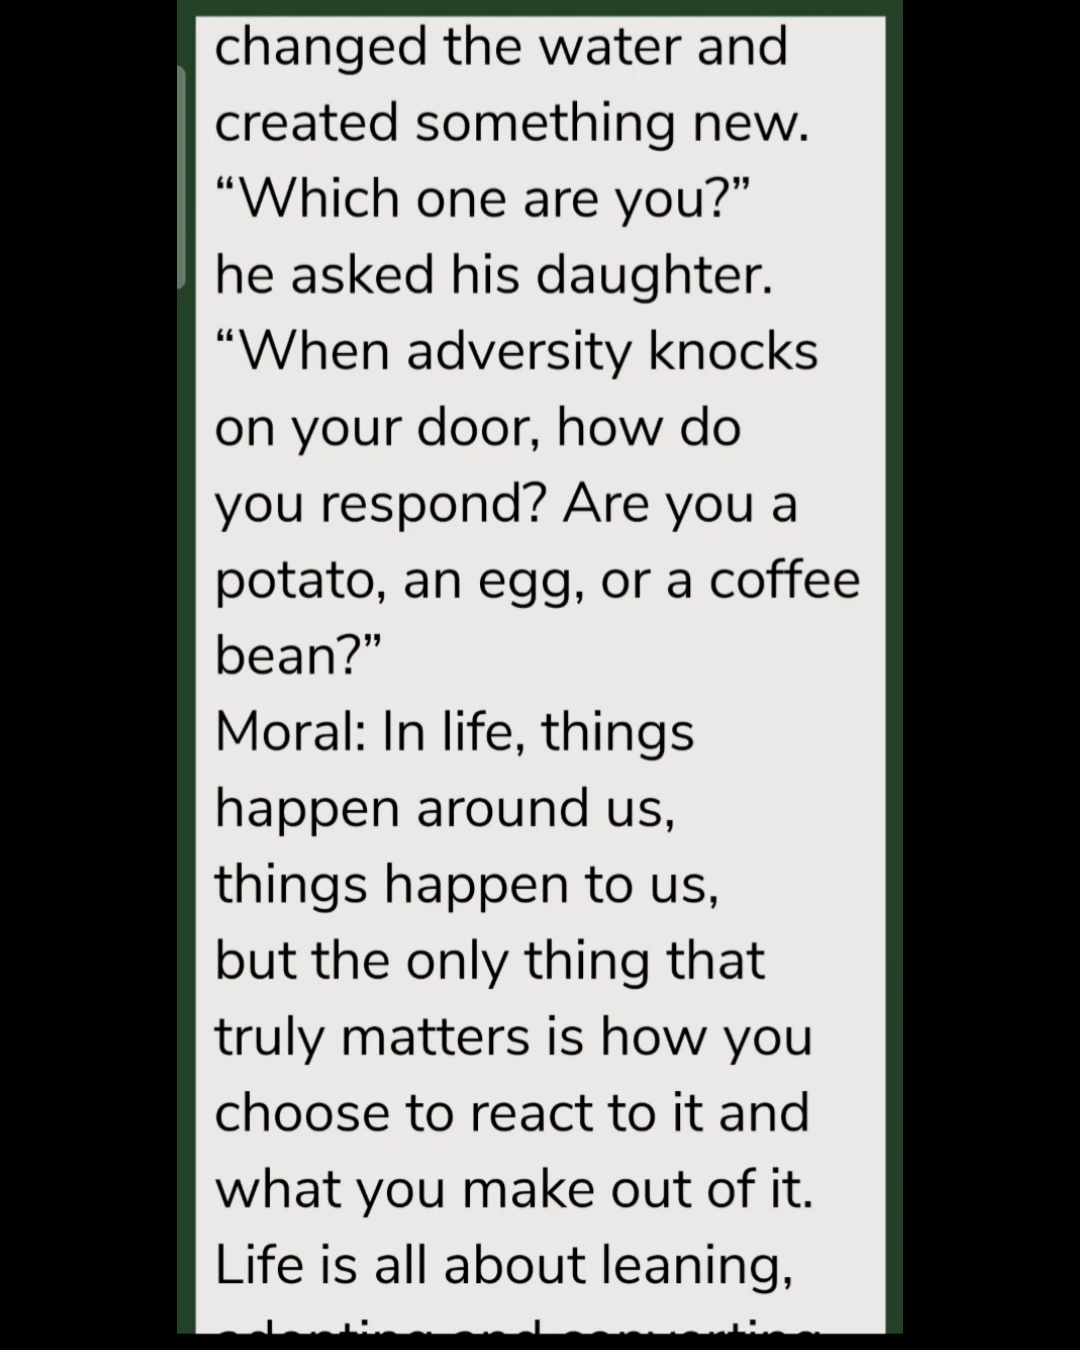 changed the water and
created something new.
“Which one are you?”
he asked his daughter.
“When adversity knocks
on your door, how do
you respond? Are you a
potato, an egg, or a coffee
bean?”
Moral: In life, things
happen around us,
things happen to us,
but the only thing that
truly matters is how you
choose to react to it and
what you make out of it.
Life is all about leaning,